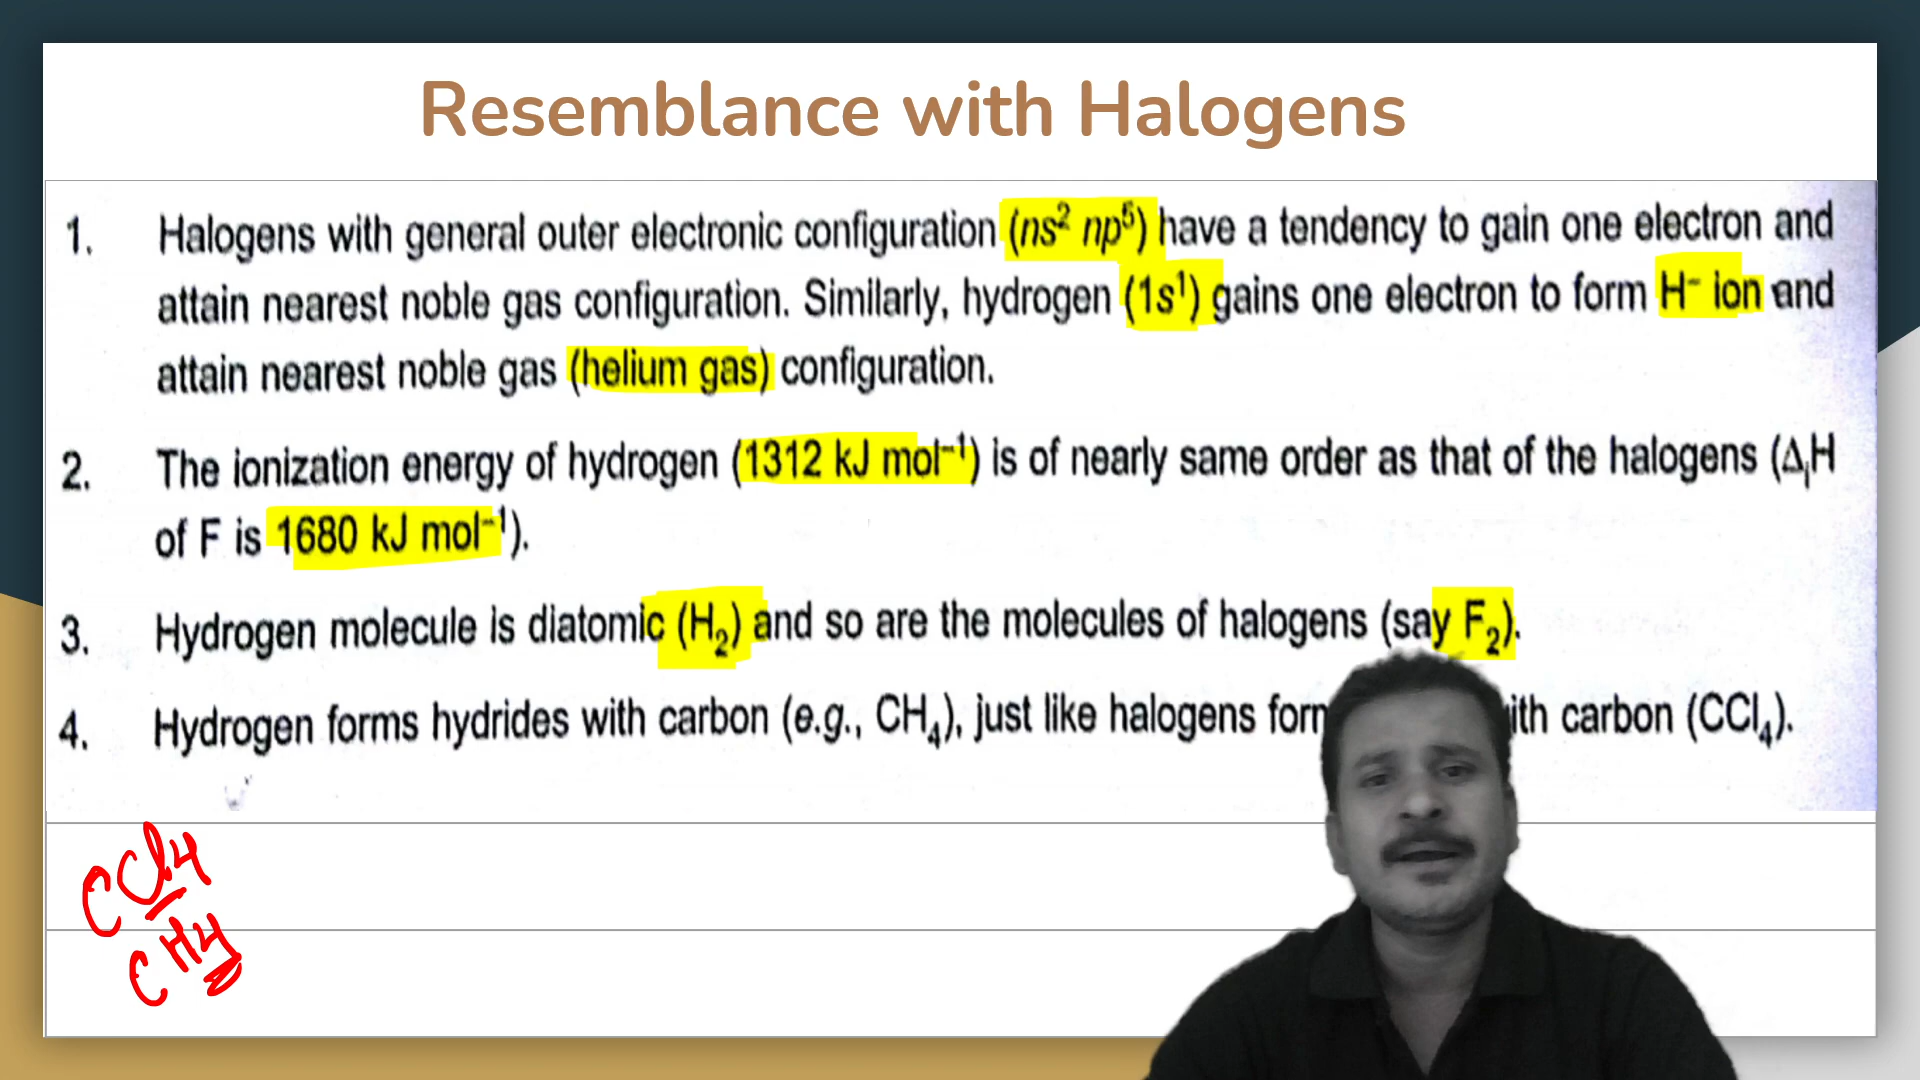 Resemblance with Halogens
1. Halogens with general outer electronic configuration (ns² np⁵) have a tendency to gain one electron and
attain nearest noble gas configuration. Similarly, hydrogen (1s¹) gains one electron to form H⁻ ion and
attain nearest noble gas (helium gas) configuration.
2. The ionization energy of hydrogen (1312 kJ mol⁻¹) is of nearly same order as that of the halogens (ΔᵢH
of F is 1680 kJ mol⁻¹).
3. Hydrogen molecule is diatomic (H₂) and so are the molecules of halogens (say F₂).
4. Hydrogen forms hydrides with carbon (e.g., CH₄), just like halogens with carbon (CCl₄).
CCl4
CH4